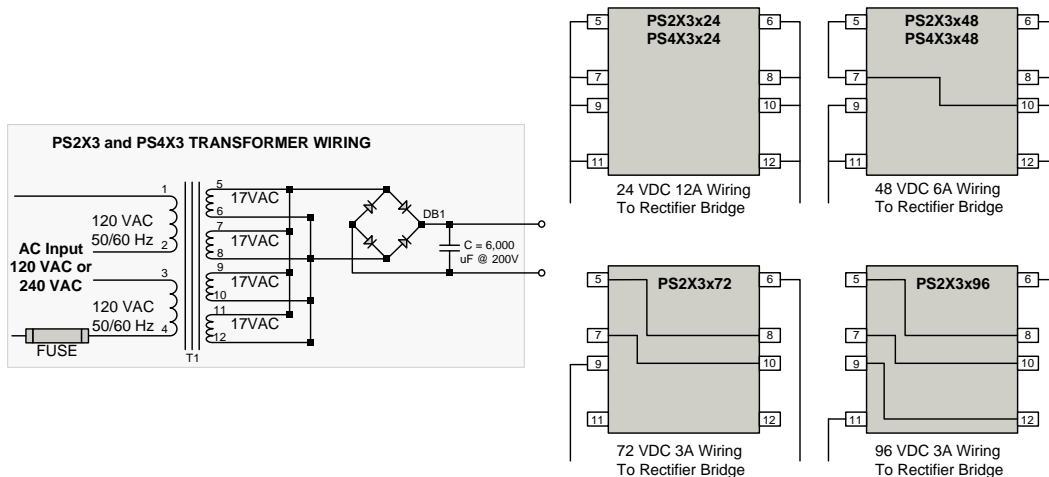 PS2X3 and PS4X3 TRANSFORMER WIRING
1
120 VAC
50/60 Hz
2
AC Input
120 VAC or
240 VAC
3
120 VAC
50/60 Hz
4
FUSE
T1
5
17VAC
6
7
17VAC
8
9
17VAC
10
11
17VAC
12
DB1
C = 6,000
uF @ 200V
5
PS2X3x24
6
PS4X3x24
7
8
9
10
11
12
24 VDC 12A Wiring
To Rectifier Bridge
5
PS2X3x48
6
PS4X3x48
7
8
9
10
11
12
48 VDC 6A Wiring
To Rectifier Bridge
5
PS2X3x72
6
7
8
9
10
11
12
72 VDC 3A Wiring
To Rectifier Bridge
5
PS2X3x96
6
7
8
9
10
11
12
96 VDC 3A Wiring
To Rectifier Bridge